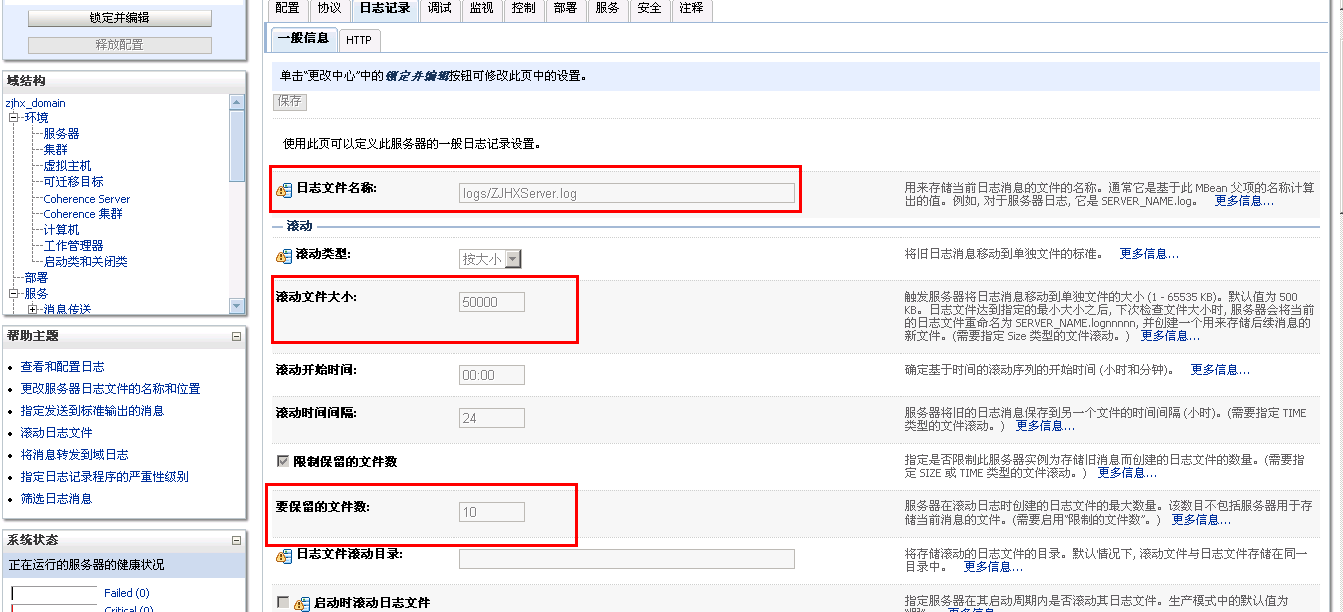 锁定并编辑
释放配置
域结构
zjhx_domain
环境
服务器
集群
虚拟主机
可迁移目标
Coherence Server
Coherence 集群
计算机
工作管理器
启动类和关闭类
部署
服务
消息传送
帮助主题
查看和配置日志
更改服务器日志文件的名称和位置
指定发送到标准输出的消息
滚动日志文件
将消息转发到域日志
指定日志记录程序的严重性级别
筛选日志消息
系统状态
正在运行的服务器的健康状况
Failed (0)
Critical (0)
配置 协议 日志记录 调试 监视 控制 部署 服务 安全 注释
一般信息 HTTP
单击“更改中心”中的锁定并编辑按钮可修改此页中的设置。
保存
使用此页可以定义此服务器的一般日志记录设置。
日志文件名称: logs/ZJHXServer.log
用来存储当前日志消息的文件的名称。通常它是基于此 MBean 父项的名称计算
出的值。例如, 对于服务器日志, 它是 SERVER_NAME.log。 更多信息...
滚动
滚动类型: 按大小
将旧日志消息移动到单独文件的标准。 更多信息...
滚动文件大小: 50000
触发服务器将日志消息移动到单独文件的大小 (1 - 65535 KB)。默认值为 500
KB。日志文件达到指定的最小大小之后, 下次检查文件大小时, 服务器会将当前
的日志文件重命名为 SERVER_NAME.lognnnnn, 并创建一个用来存储后续消息的
新文件。(需要指定 Size 类型的文件滚动。) 更多信息...
滚动开始时间: 00:00
确定基于时间的滚动序列的开始时间 (小时和分钟)。 更多信息...
滚动时间间隔: 24
服务器将旧的日志消息保存到另一个文件的时间间隔 (小时)。(需要指定 TIME
类型的文件滚动。) 更多信息...
限制保留的文件数
指定是否限制此服务器实例为存储旧消息而创建的日志文件的数量。(需要指
定 SIZE 或 TIME 类型的文件滚动。) 更多信息...
要保留的文件数: 10
服务器在滚动日志时创建的日志文件的最大数量。该数目不包括服务器用于存
储当前消息的文件。(需要启用“限制的文件数”。) 更多信息...
日志文件滚动目录:
将存储滚动的日志文件的目录。默认情况下, 滚动文件与日志文件存储在同一
目录中。 更多信息...
启动时滚动日志文件
指定服务器在其启动周期内是否滚动其日志文件。生产模式中的默认值为